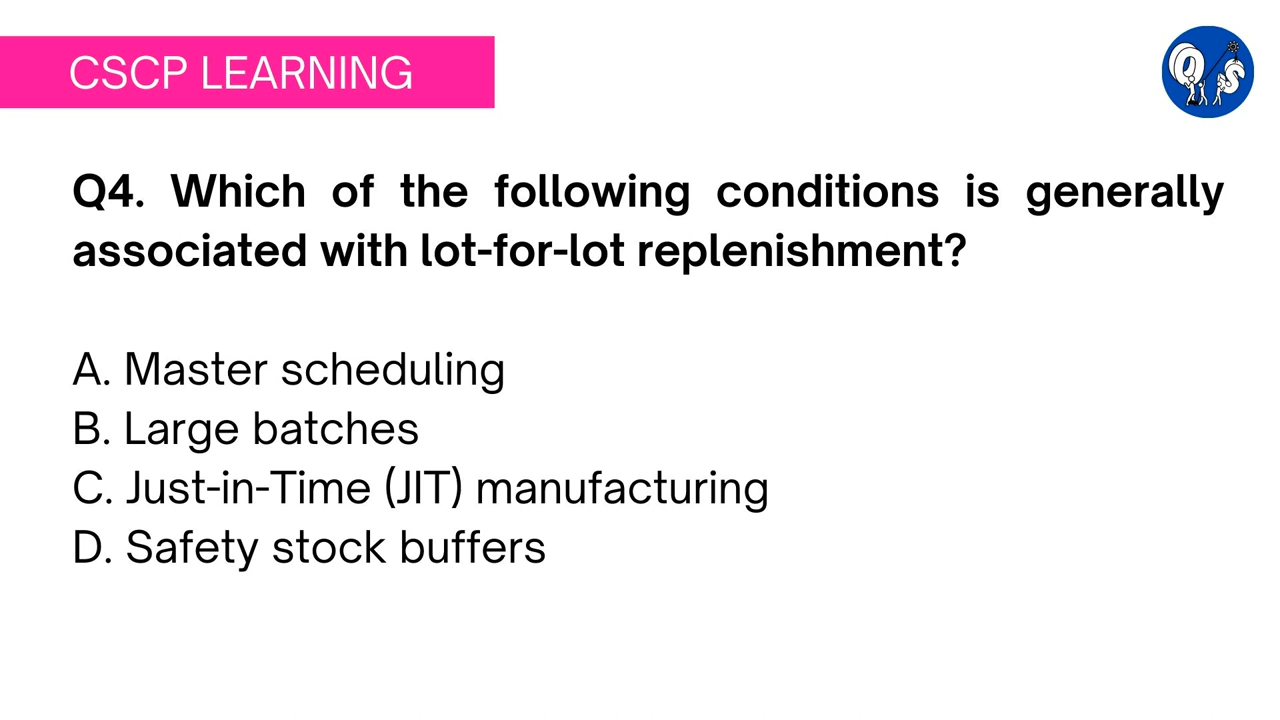 CSCP LEARNING
QS
Q4. Which of the following conditions is generally
associated with lot-for-lot replenishment?
A. Master scheduling
B. Large batches
C. Just-in-Time (JIT) manufacturing
D. Safety stock buffers